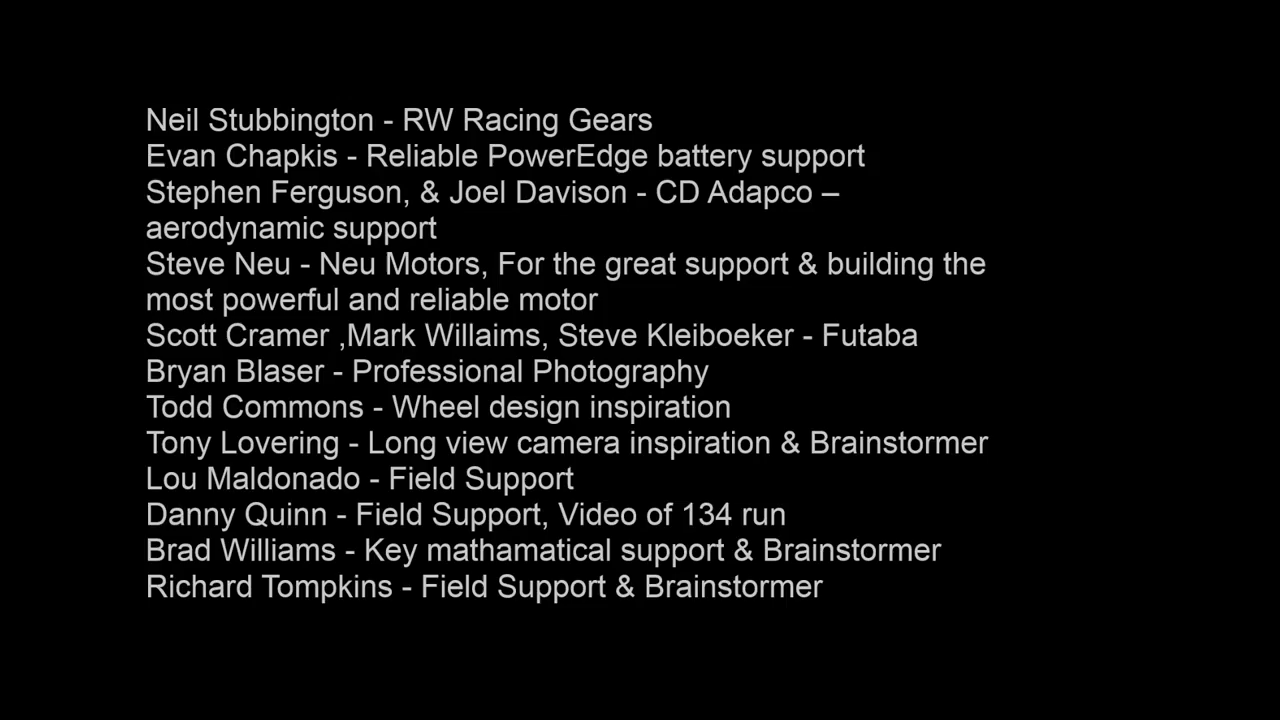 Neil Stubbington - RW Racing Gears
Evan Chapkis - Reliable PowerEdge battery support
Stephen Ferguson, & Joel Davison - CD Adapco –
aerodynamic support
Steve Neu - Neu Motors, For the great support & building the
most powerful and reliable motor
Scott Cramer ,Mark Willaims, Steve Kleiboeker - Futaba
Bryan Blaser - Professional Photography
Todd Commons - Wheel design inspiration
Tony Lovering - Long view camera inspiration & Brainstormer
Lou Maldonado - Field Support
Danny Quinn - Field Support, Video of 134 run
Brad Williams - Key mathamatical support & Brainstormer
Richard Tompkins - Field Support & Brainstormer